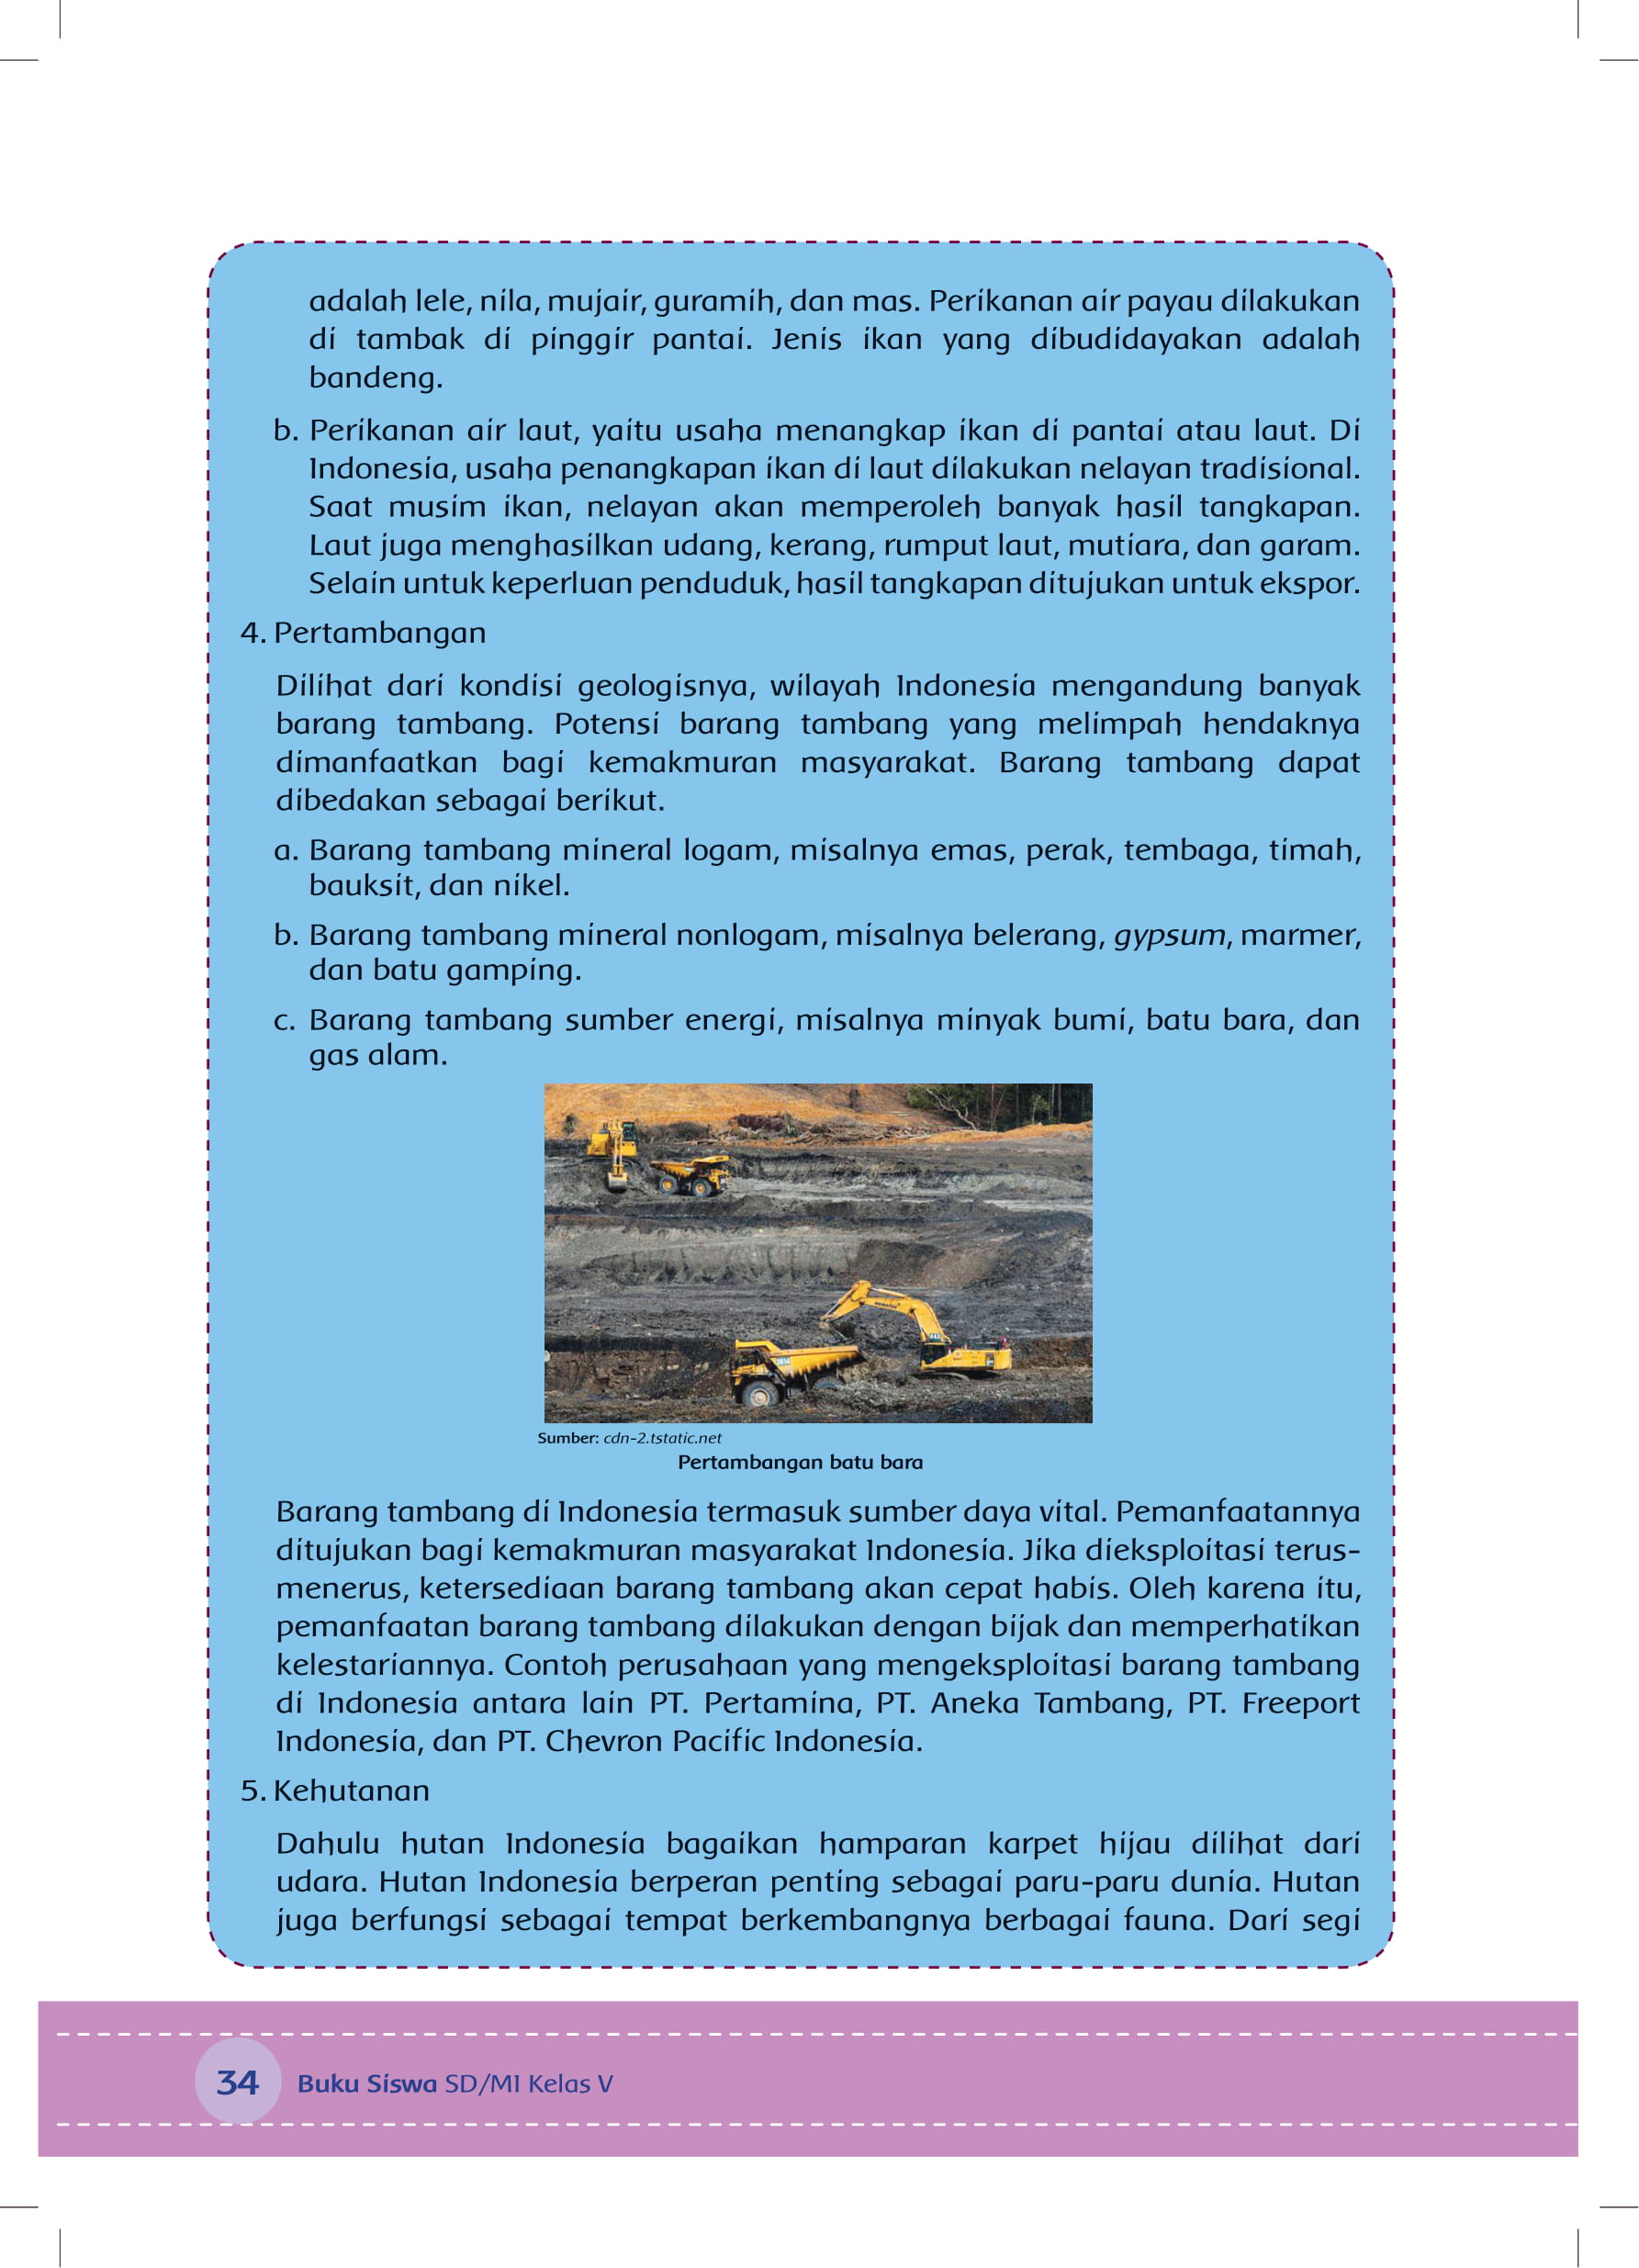 adalah lele, nila, mujair, guramih, dan mas. Perikanan air payau dilakukan
di tambak di pinggir pantai. Jenis ikan yang dibudidayakan adalah
bandeng.
b. Perikanan air laut, yaitu usaha menangkap ikan di pantai atau laut. Di
Indonesia, usaha penangkapan ikan di laut dilakukan nelayan tradisional.
Saat musim ikan, nelayan akan memperoleh banyak hasil tangkapan.
Laut juga menghasilkan udang, kerang, rumput laut, mutiara, dan garam.
Selain untuk keperluan penduduk, hasil tangkapan ditujukan untuk ekspor.
4. Pertambangan
Dilihat dari kondisi geologisnya, wilayah Indonesia mengandung banyak
barang tambang. Potensi barang tambang yang melimpah hendaknya
dimanfaatkan bagi kemakmuran masyarakat. Barang tambang dapat
dibedakan sebagai berikut.
a. Barang tambang mineral logam, misalnya emas, perak, tembaga, timah,
bauksit, dan nikel.
b. Barang tambang mineral nonlogam, misalnya belerang, gypsum, marmer,
dan batu gamping.
c. Barang tambang sumber energi, misalnya minyak bumi, batu bara, dan
gas alam.
Sumber: cdn-2.tstatic.net
Pertambangan batu bara
Barang tambang di Indonesia termasuk sumber daya vital. Pemanfaatannya
ditujukan bagi kemakmuran masyarakat Indonesia. Jika dieksploitasi terus-
menerus, ketersediaan barang tambang akan cepat habis. Oleh karena itu,
pemanfaatan barang tambang dilakukan dengan bijak dan memperhatikan
kelestariannya. Contoh perusahaan yang mengeksploitasi barang tambang
di Indonesia antara lain PT. Pertamina, PT. Aneka Tambang, PT. Freeport
Indonesia, dan PT. Chevron Pacific Indonesia.
5. Kehutanan
Dahulu hutan Indonesia bagaikan hamparan karpet hijau dilihat dari
udara. Hutan Indonesia berperan penting sebagai paru-paru dunia. Hutan
juga berfungsi sebagai tempat berkembangnya berbagai fauna. Dari segi
34 Buku Siswa SD/MI Kelas V